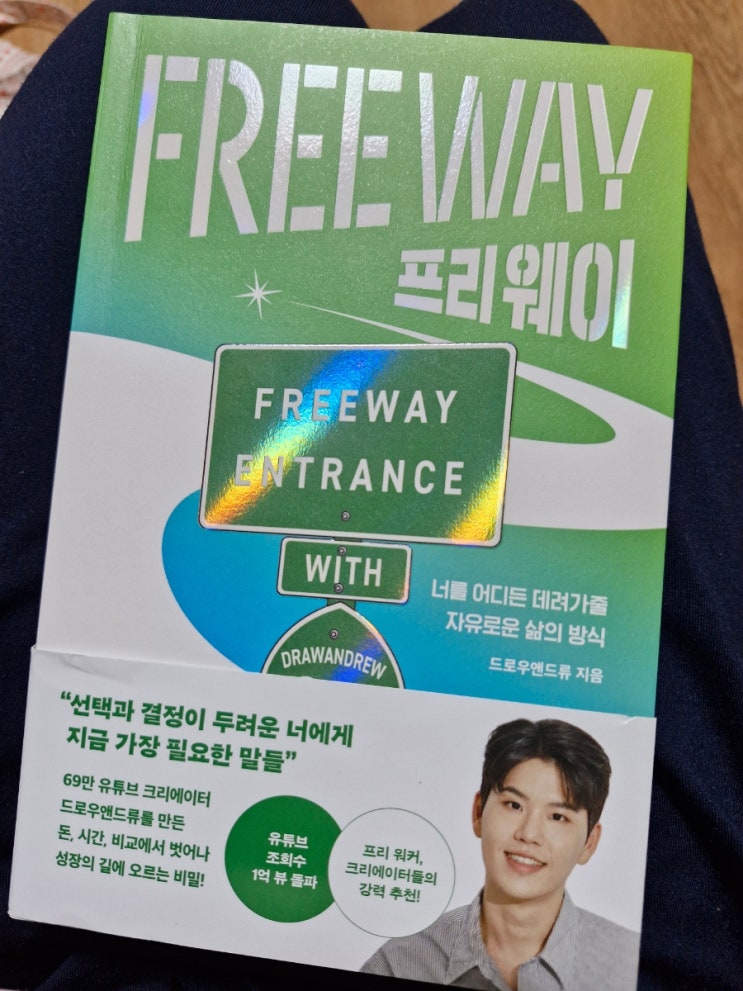 FREEWAY
프리웨이
FREEWAY
ENTRANCE
WITH
DRAWANDREW
너를 어디든 데려가줄
자유로운 삶의 방식
드로우앤드류 지음
“선택과 결정이 두려운 너에게
지금 가장 필요한 말들”
69만 유튜브 크리에이터
드로우앤드류를 만든
돈, 시간, 비교에서 벗어나
성장의 길에 오르는 비밀!
유튜브
조회수
1억 뷰 돌파
프리 워커,
크리에이터들의
강력 추천!